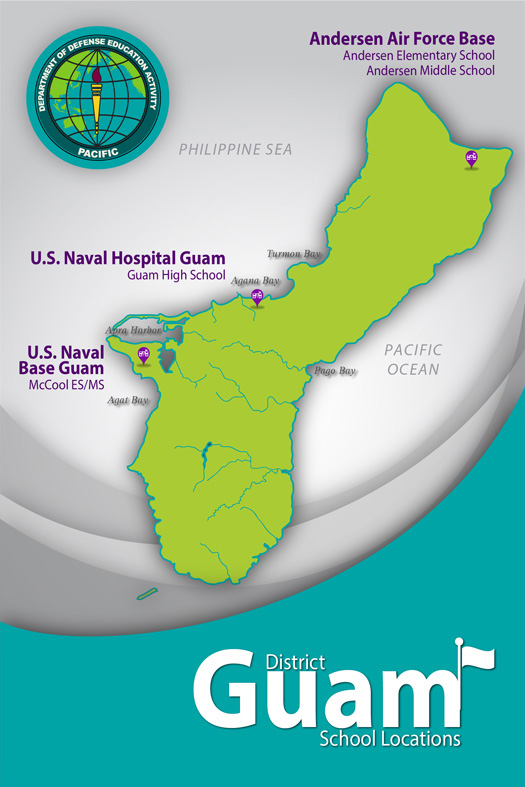 DEPARTMENT OF DEFENSE EDUCATION ACTIVITY
PACIFIC
Andersen Air Force Base
Andersen Elementary School
Andersen Middle School
PHILIPPINE SEA
U.S. Naval Hospital Guam
Guam High School
Turmon Bay
Agana Bay
Apra Harbor
U.S. Naval
Base Guam
McCool ES/MS
Agat Bay
Pago Bay
PACIFIC
OCEAN
District
Guam
School Locations